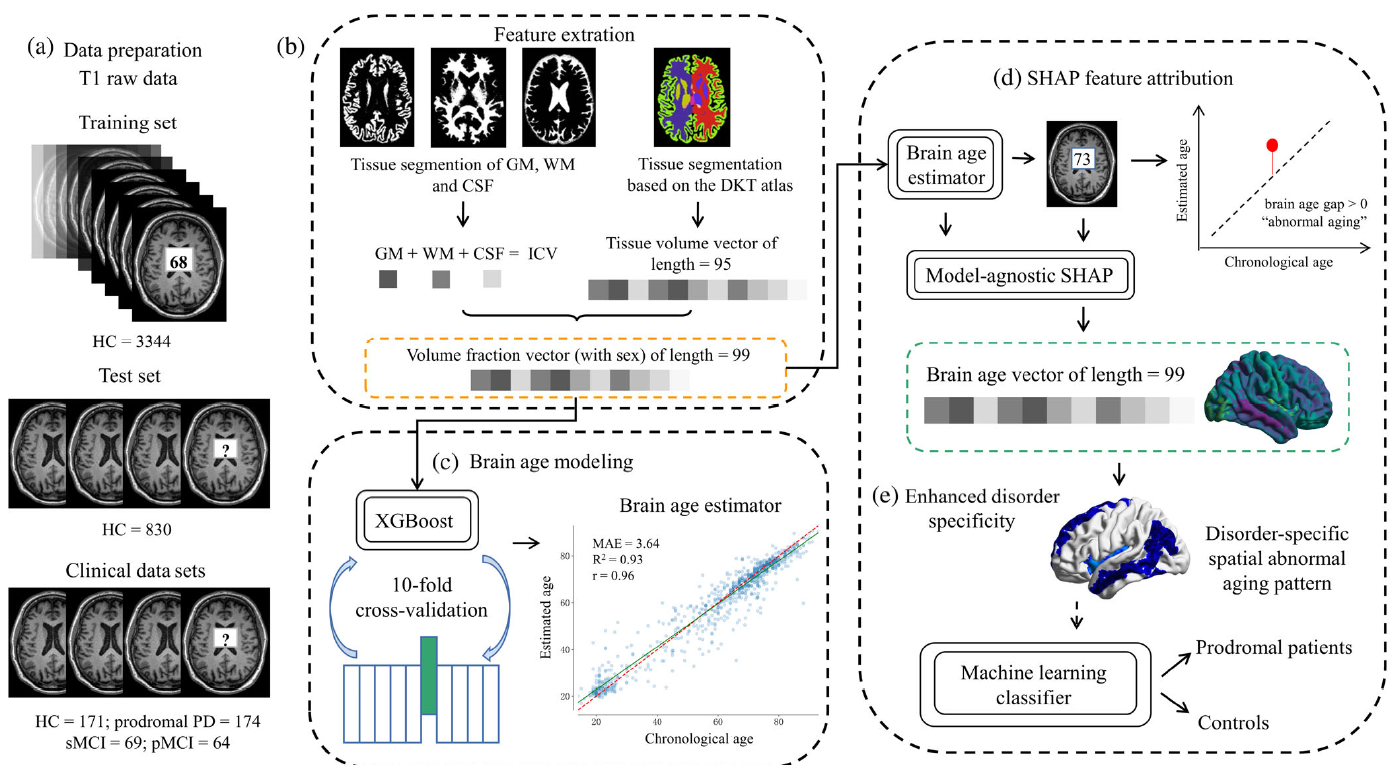 (a) Data preparation
T1 raw data
Training set
68
HC = 3344
Test set
?
HC = 830
Clinical data sets
?
HC = 171; prodromal PD = 174
sMCI = 69; pMCI = 64
(b)
Feature extration
Tissue segmention of GM, WM
and CSF
Tissue segmentation
based on the DKT atlas
GM + WM + CSF = ICV
Tissue volume vector of
length = 95
Volume fraction vector (with sex) of length = 99
(c) Brain age modeling
XGBoost
10-fold
cross-validation
Brain age estimator
MAE = 3.64
R² = 0.93
r = 0.96
Estimated age
80
60
40
20
20 40 60 80
Chronological age
(d) SHAP feature attribution
Brain age
estimator
73
Estimated age
brain age gap > 0
“abnormal aging”
Chronological age
Model-agnostic SHAP
Brain age vector of length = 99
(e) Enhanced disorder
specificity
Disorder-specific
spatial abnormal
aging pattern
Machine learning
classifier
Prodromal patients
Controls